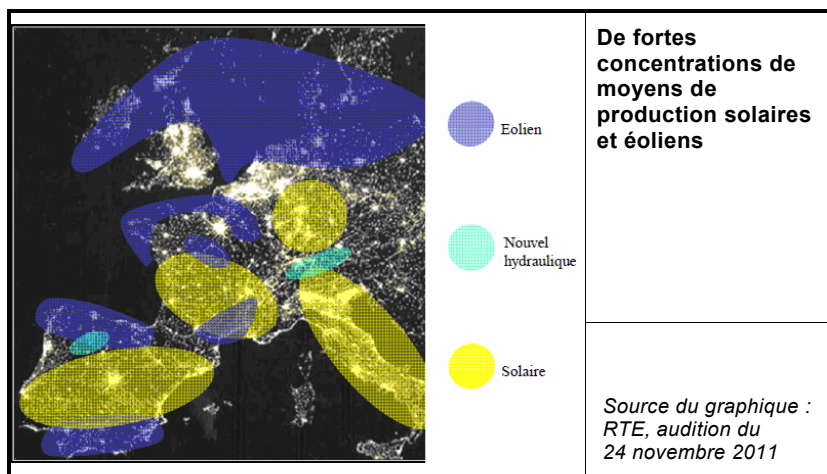 De fortes
concentrations de
moyens de
production solaires
et éoliens
Eolien
Nouvel
hydraulique
Solaire
Source du graphique :
RTE, audition du
24 novembre 2011